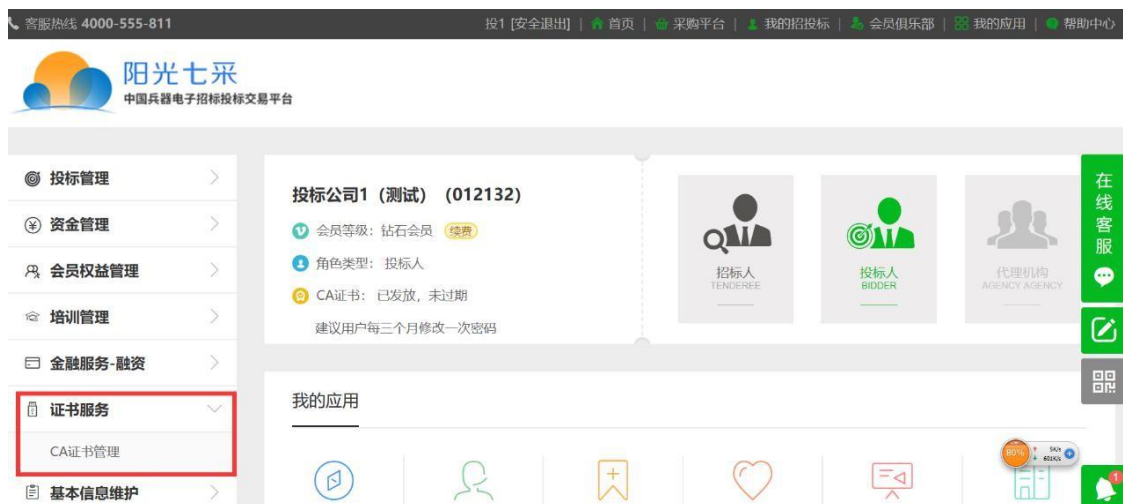 客服热线 4000-555-811
投1 [安全退出] | 首页 | 采购平台 | 我的招投标 | 会员俱乐部 | 我的应用 | 帮助中心
阳光七采
中国兵器电子招标投标交易平台
投标管理
资金管理
会员权益管理
培训管理
金融服务-融资
证书服务
CA证书管理
基本信息维护
投标公司1（测试）（012132）
会员等级：钻石会员 续费
角色类型： 投标人
CA证书： 已发放，未过期
建议用户每三个月修改一次密码
招标人
TENDEREE
投标人
BIDDER
代理机构
AGENCY AGENCY
我的应用
在线客服
80%
5K/s
601K/s
1